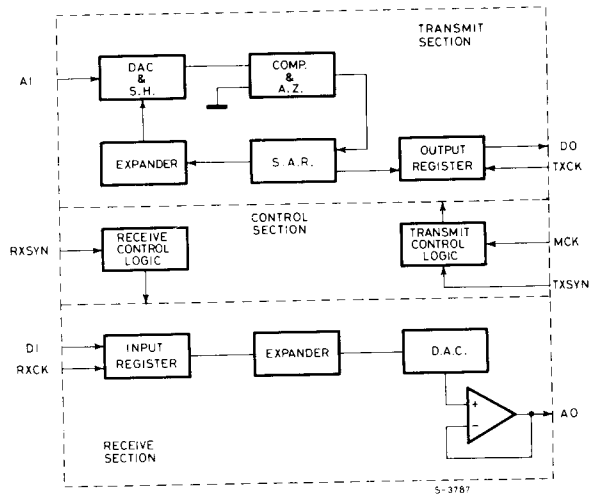 TRANSMIT
SECTION
DAC
&
S.H.
COMP.
&
A.Z.
AI
EXPANDER
S.A.R.
OUTPUT
REGISTER
DO
TXCK
CONTROL
SECTION
RXSYN
RECEIVE
CONTROL
LOGIC
TRANSMIT
CONTROL
LOGIC
MCK
TXSYN
DI
RXCK
INPUT
REGISTER
EXPANDER
D.A.C.
+
−
AO
RECEIVE
SECTION
S-3787